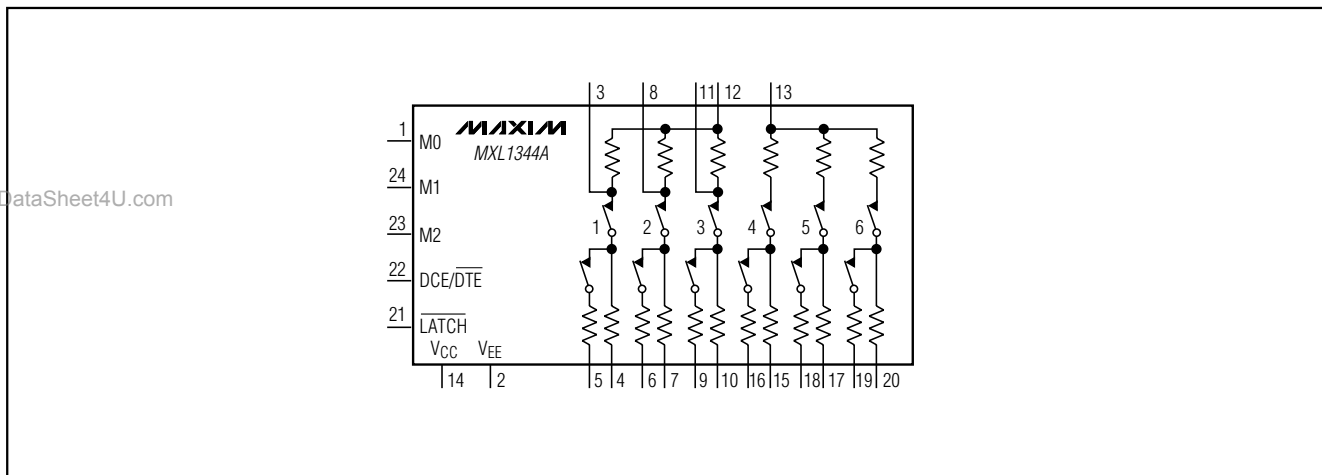 3 8 11 12 13
MAXIM
MXL1344A
1 M0
24 M1
23 M2
22 DCE/D̅T̅E̅
21 L̅A̅T̅C̅H̅
VCC VEE
1 2 3 4 5 6
14 2 5 4 6 7 9 10 16 15 18 17 19 20
DataSheet4U.com